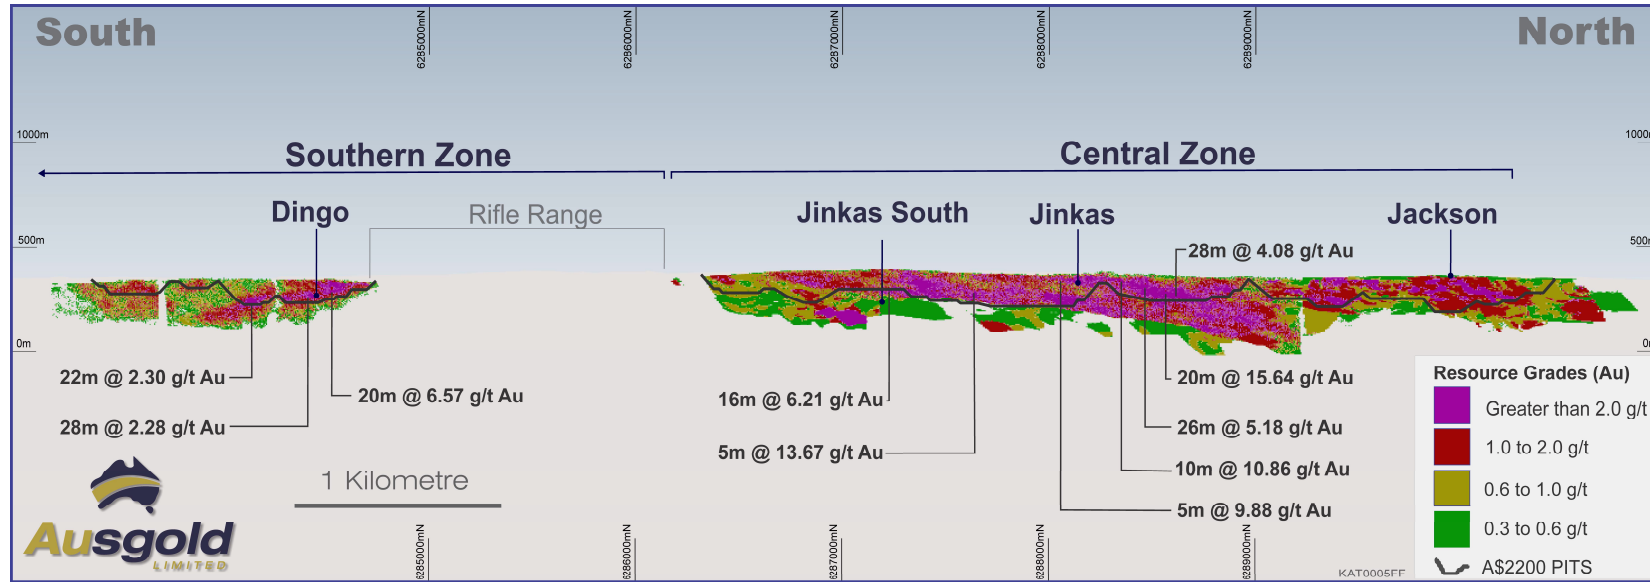 South
North
6285000mN
6286000mN
6287000mN
6288000mN
6289000mN
1000m
1000m
Southern Zone
Central Zone
Dingo
Rifle Range
Jinkas South
Jinkas
Jackson
500m
500m
28m @ 4.08 g/t Au
0m
22m @ 2.30 g/t Au
20m @ 6.57 g/t Au
28m @ 2.28 g/t Au
16m @ 6.21 g/t Au
5m @ 13.67 g/t Au
20m @ 15.64 g/t Au
26m @ 5.18 g/t Au
10m @ 10.86 g/t Au
5m @ 9.88 g/t Au
Resource Grades (Au)
Greater than 2.0 g/t
1.0 to 2.0 g/t
0.6 to 1.0 g/t
0.3 to 0.6 g/t
A$2200 PITS
1 Kilometre
Ausgold
LIMITED
6285000mN
6286000mN
6287000mN
6288000mN
6289000mN